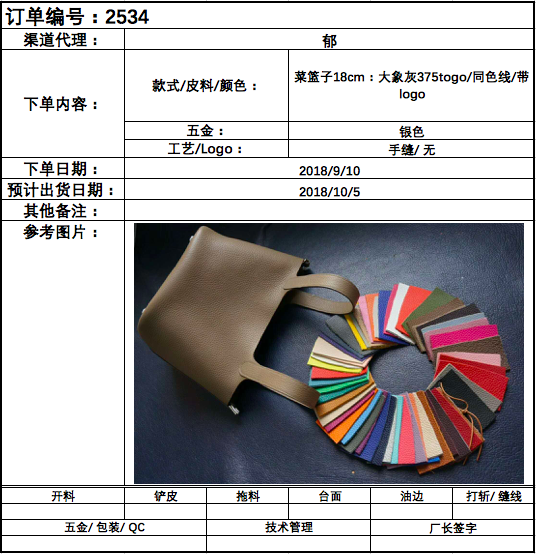 订单编号：2534
渠道代理：
郁
下单内容：
款式/皮料/颜色：
菜篮子18cm：大象灰375togo/同色线/带
logo
五金：
银色
工艺/Logo：
手缝/ 无
下单日期：
2018/9/10
预计出货日期：
2018/10/5
其他备注：
参考图片：
开料
铲皮
拖料
台面
油边
打斩/ 缝线
五金/ 包装/ QC
技术管理
厂长签字